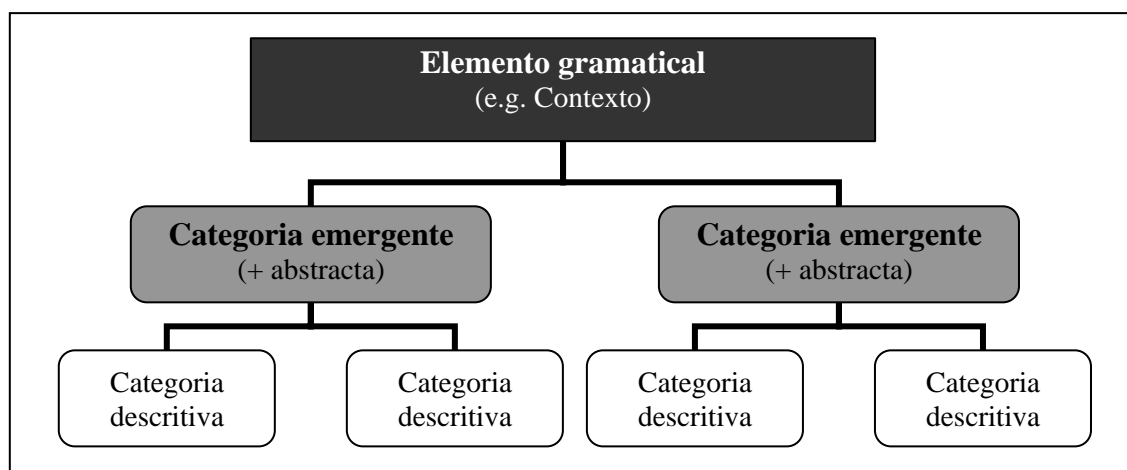 Elemento gramatical
(e.g. Contexto)
Categoria emergente
(+ abstracta)
Categoria emergente
(+ abstracta)
Categoria
descritiva
Categoria
descritiva
Categoria
descritiva
Categoria
descritiva